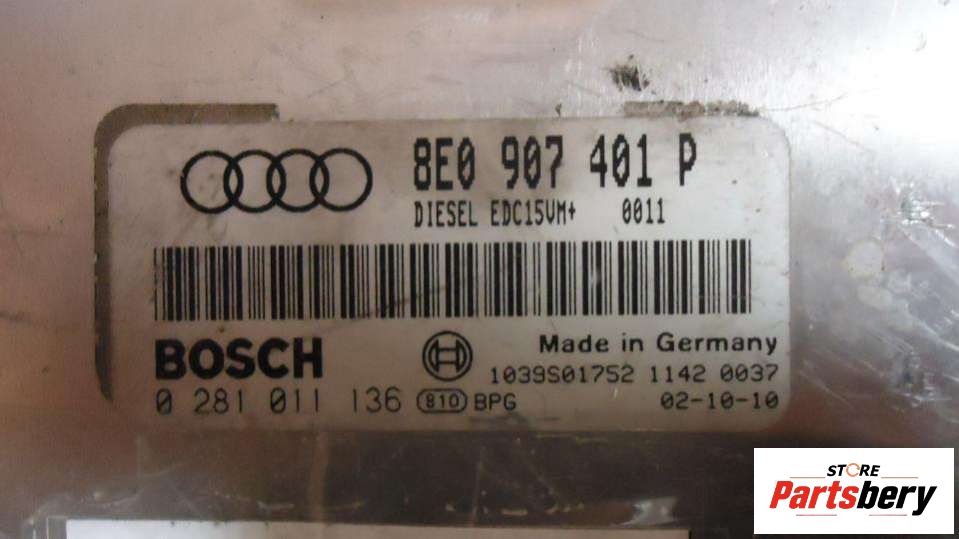 8E0 907 401 P
DIESEL EDC15VM+ 0011
BOSCH
Made in Germany
1039S01752 1142 0037
0 281 011 136 810 BPG 02-10-10
STORE
Partsbery